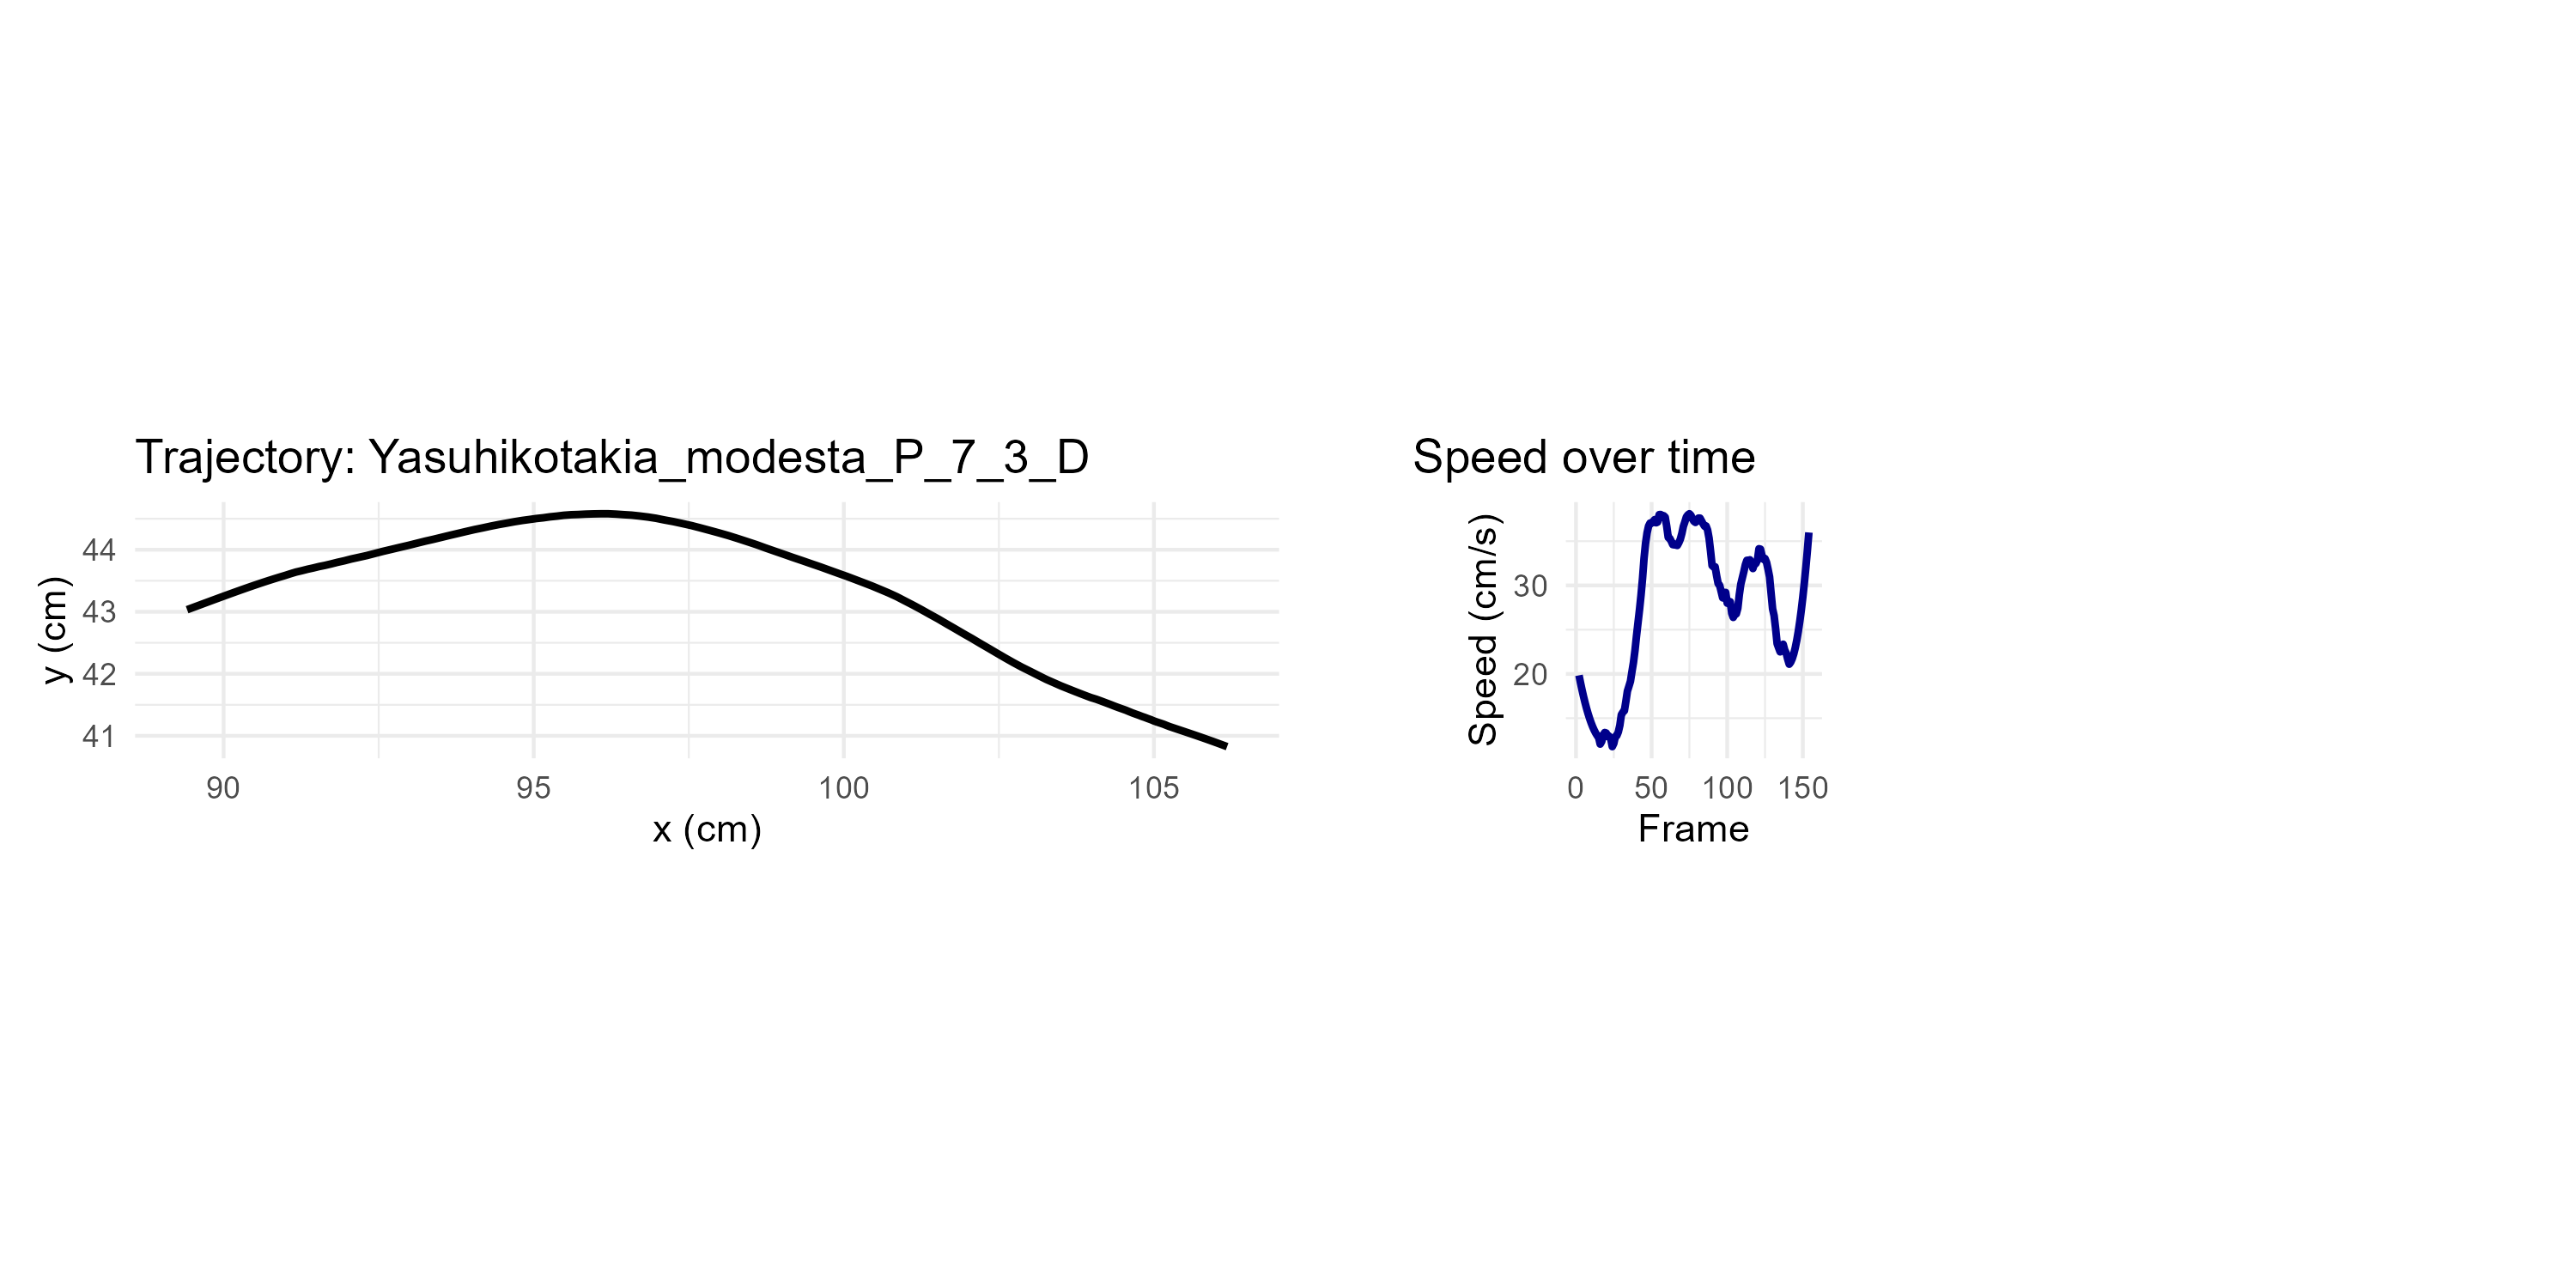 Trajectory: Yasuhikotakia_modesta_P_7_3_D
y (cm)
44
43
42
41
90 95 100 105
x (cm)
Speed over time
Speed (cm/s)
30
20
0 50 100 150
Frame